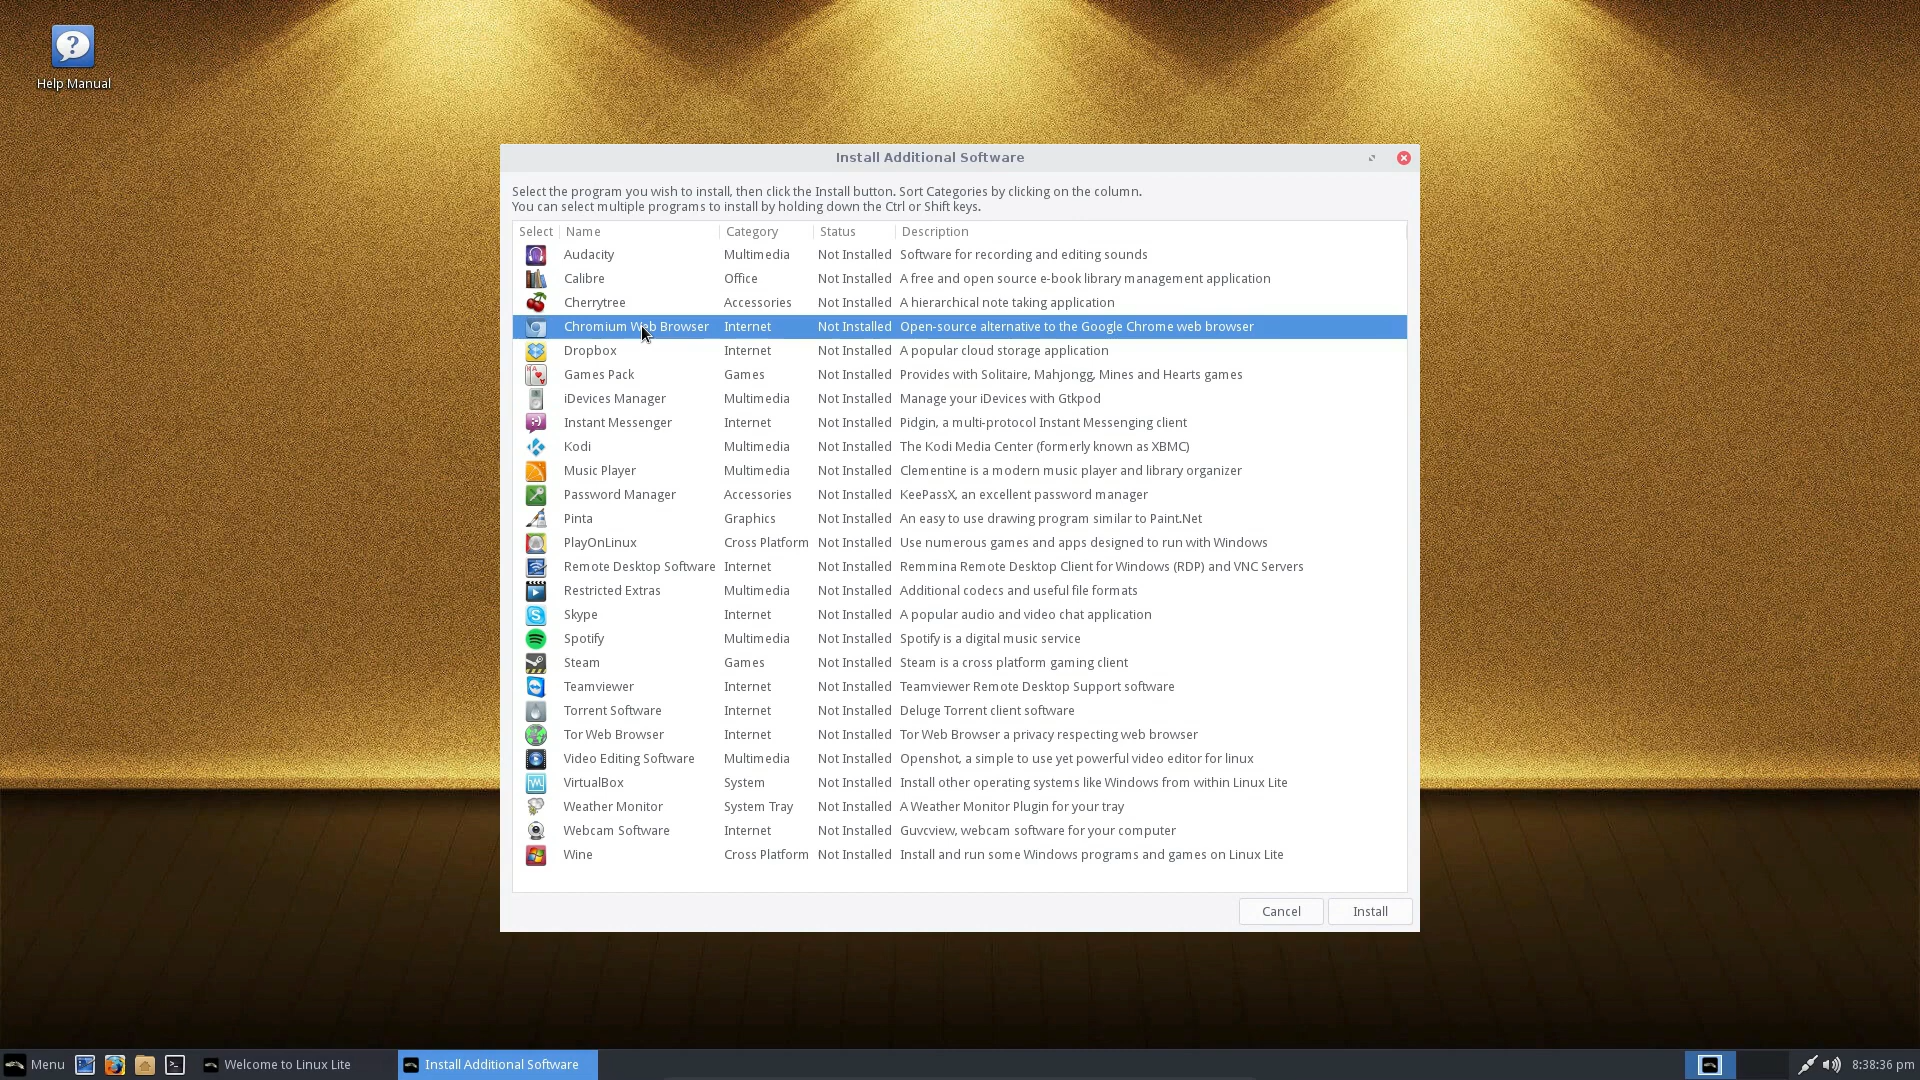 Help Manual
Install Additional Software
Select the program you wish to install, then click the Install button. Sort Categories by clicking on the column.
You can select multiple programs to install by holding down the Ctrl or Shift keys.
Select Name Category Status Description
Audacity Multimedia Not Installed Software for recording and editing sounds
Calibre Office Not Installed A free and open source e-book library management application
Cherrytree Accessories Not Installed A hierarchical note taking application
Chromium Web Browser Internet Not Installed Open-source alternative to the Google Chrome web browser
Dropbox Internet Not Installed A popular cloud storage application
Games Pack Games Not Installed Provides with Solitaire, Mahjongg, Mines and Hearts games
iDevices Manager Multimedia Not Installed Manage your iDevices with Gtkpod
Instant Messenger Internet Not Installed Pidgin, a multi-protocol Instant Messenging client
Kodi Multimedia Not Installed The Kodi Media Center (formerly known as XBMC)
Music Player Multimedia Not Installed Clementine is a modern music player and library organizer
Password Manager Accessories Not Installed KeePassX, an excellent password manager
Pinta Graphics Not Installed An easy to use drawing program similar to Paint.Net
PlayOnLinux Cross Platform Not Installed Use numerous games and apps designed to run with Windows
Remote Desktop Software Internet Not Installed Remmina Remote Desktop Client for Windows (RDP) and VNC Servers
Restricted Extras Multimedia Not Installed Additional codecs and useful file formats
Skype Internet Not Installed A popular audio and video chat application
Spotify Multimedia Not Installed Spotify is a digital music service
Steam Games Not Installed Steam is a cross platform gaming client
Teamviewer Internet Not Installed Teamviewer Remote Desktop Support software
Torrent Software Internet Not Installed Deluge Torrent client software
Tor Web Browser Internet Not Installed Tor Web Browser a privacy respecting web browser
Video Editing Software Multimedia Not Installed Openshot, a simple to use yet powerful video editor for linux
VirtualBox System Not Installed Install other operating systems like Windows from within Linux Lite
Weather Monitor System Tray Not Installed A Weather Monitor Plugin for your tray
Webcam Software Internet Not Installed Guvcview, webcam software for your computer
Wine Cross Platform Not Installed Install and run some Windows programs and games on Linux Lite
Cancel Install
Menu Welcome to Linux Lite Install Additional Software 8:38:36 pm